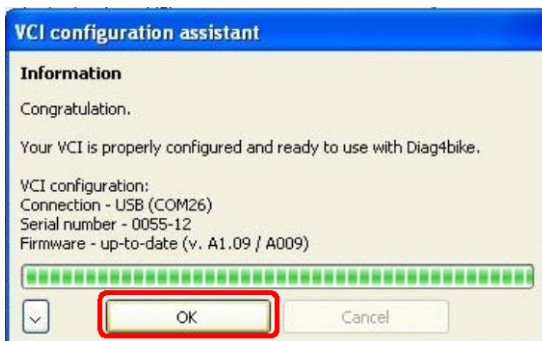 VCI configuration assistant
Information
Congratulation.
Your VCI is properly configured and ready to use with Diag4bike.
VCI configuration:
Connection - USB (COM26)
Serial number - 0055-12
Firmware - up-to-date (v. A1.09 / A009)
OK
Cancel